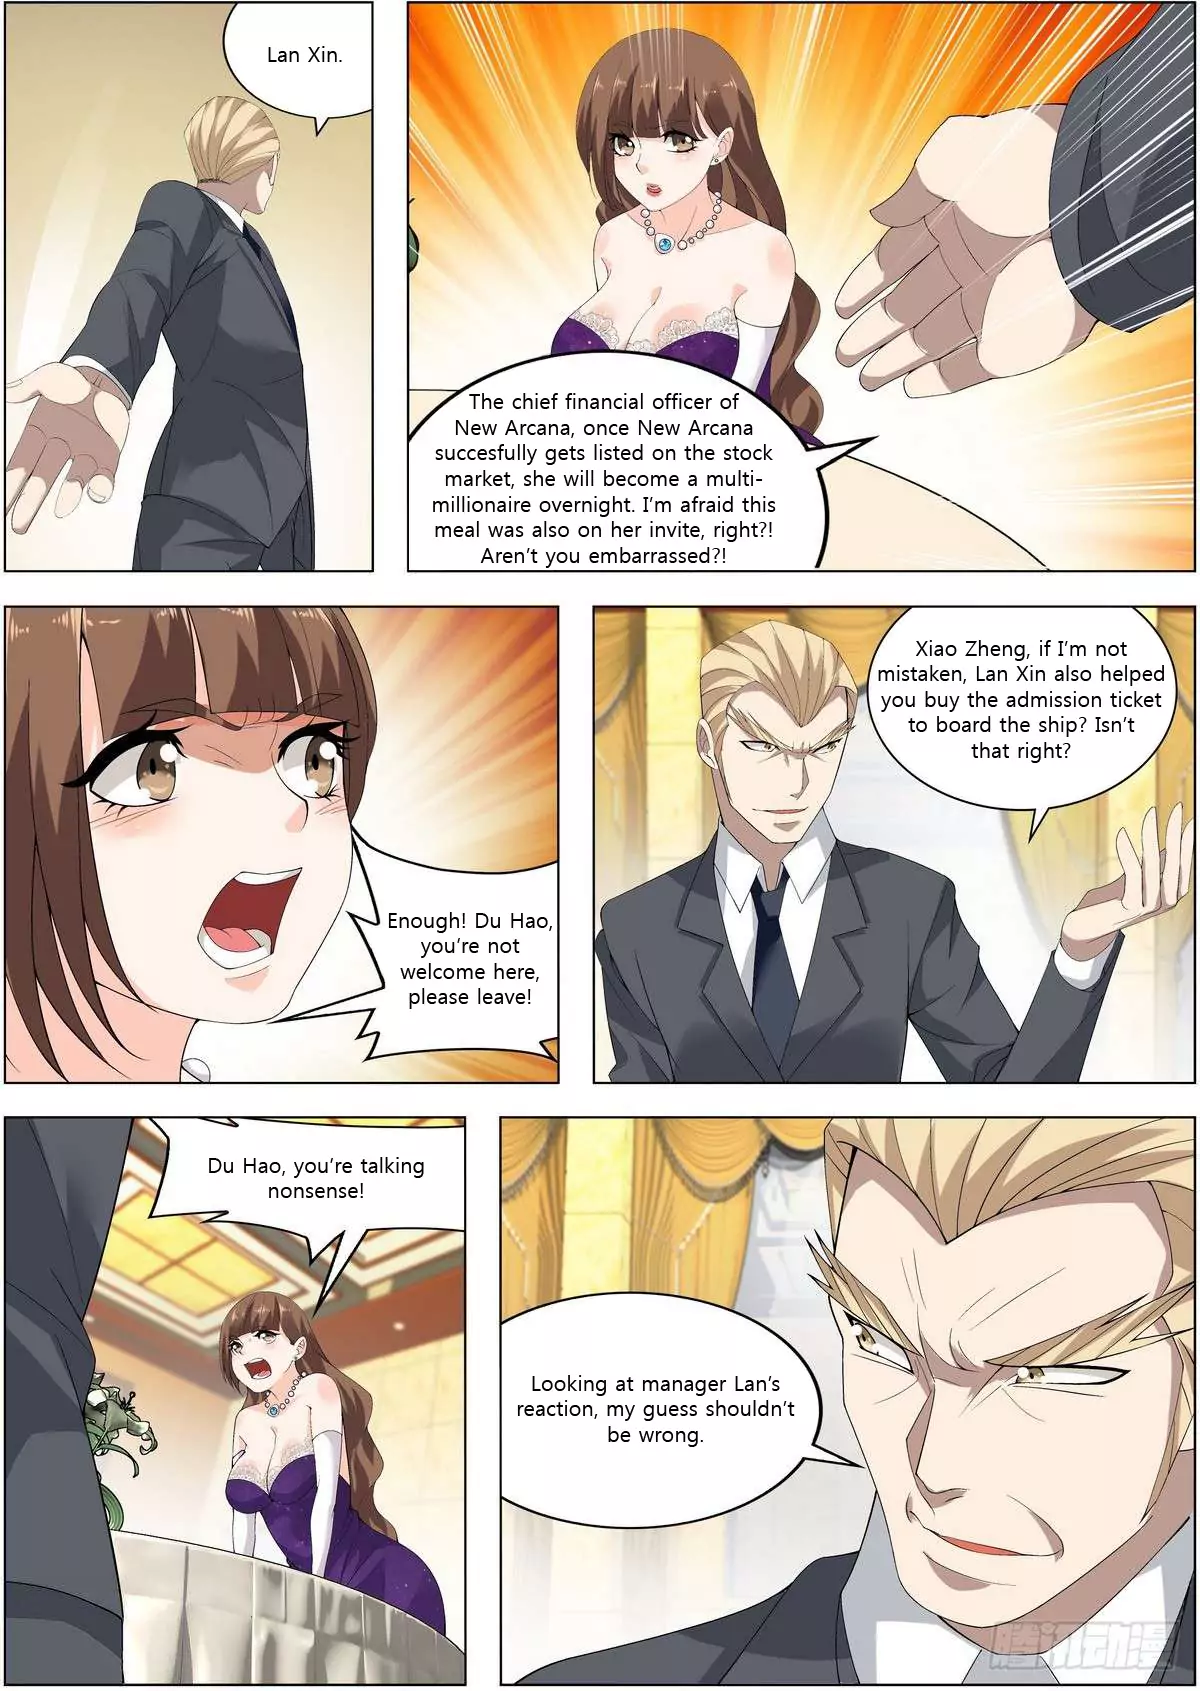 Lan Xin.
The chief financial officer of
New Arcana, once New Arcana
succesfully gets listed on the stock
market, she will become a multi-
millionaire overnight. I'm afraid this
meal was also on her invite, right?!
Aren't you embarrassed?!
Enough! Du Hao,
you're not
welcome here,
please leave!
Xiao Zheng, if I'm not
mistaken, Lan Xin also helped
you buy the admission ticket
to board the ship? Isn't
that right?
Du Hao, you're talking
nonsense!
Looking at manager Lan's
reaction, my guess shouldn't
be wrong.
腾讯动漫